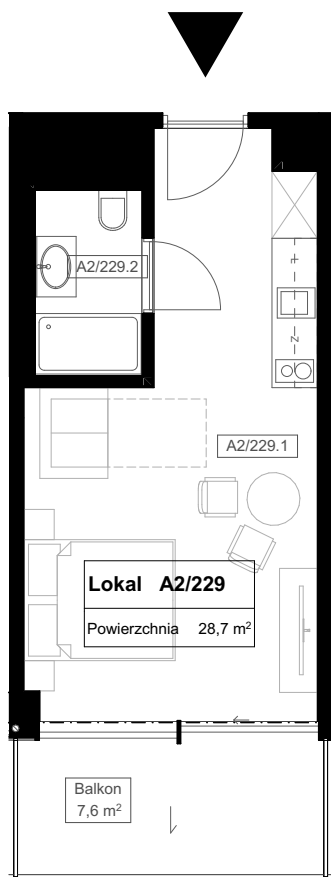 A2/229.2
A2/229.1
Lokal A2/229
Powierzchnia 28,7 m²
Balkon
7,6 m²